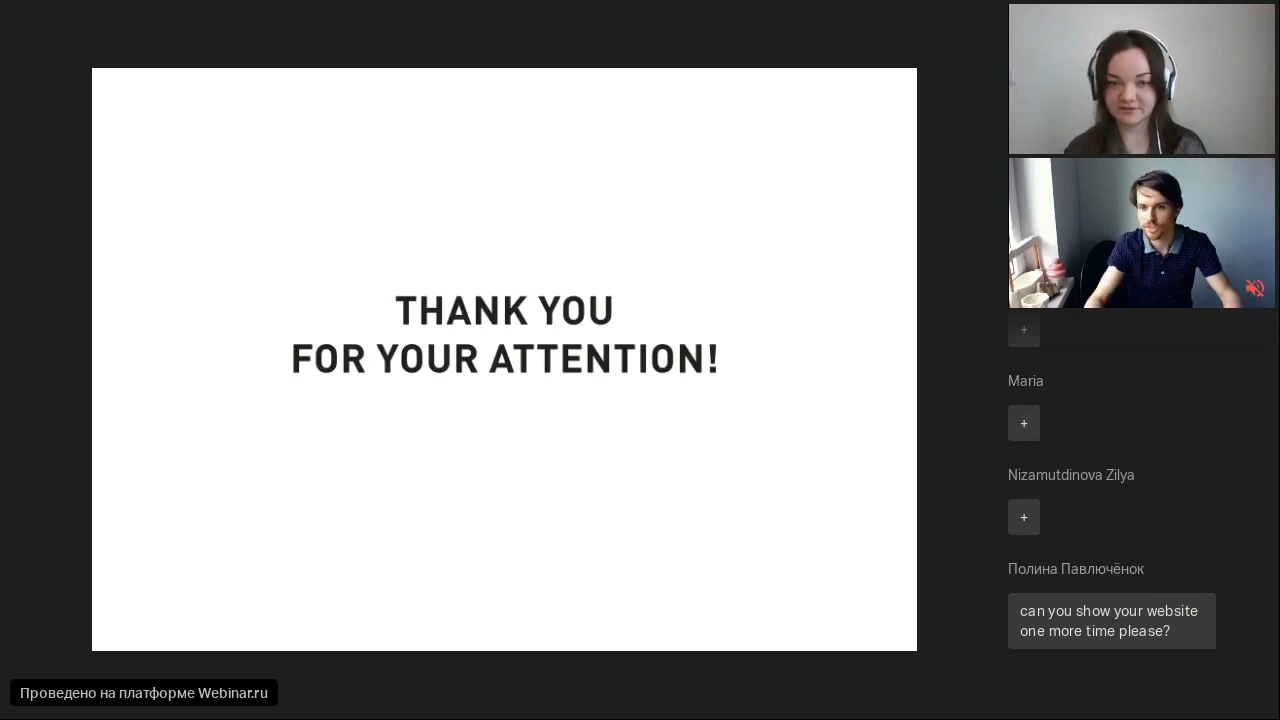 THANK YOU
FOR YOUR ATTENTION!
+
Maria
+
Nizamutdinova Zilya
+
Полина Павлючёнок
can you show your website
one more time please?
Проведено на платформе Webinar.ru